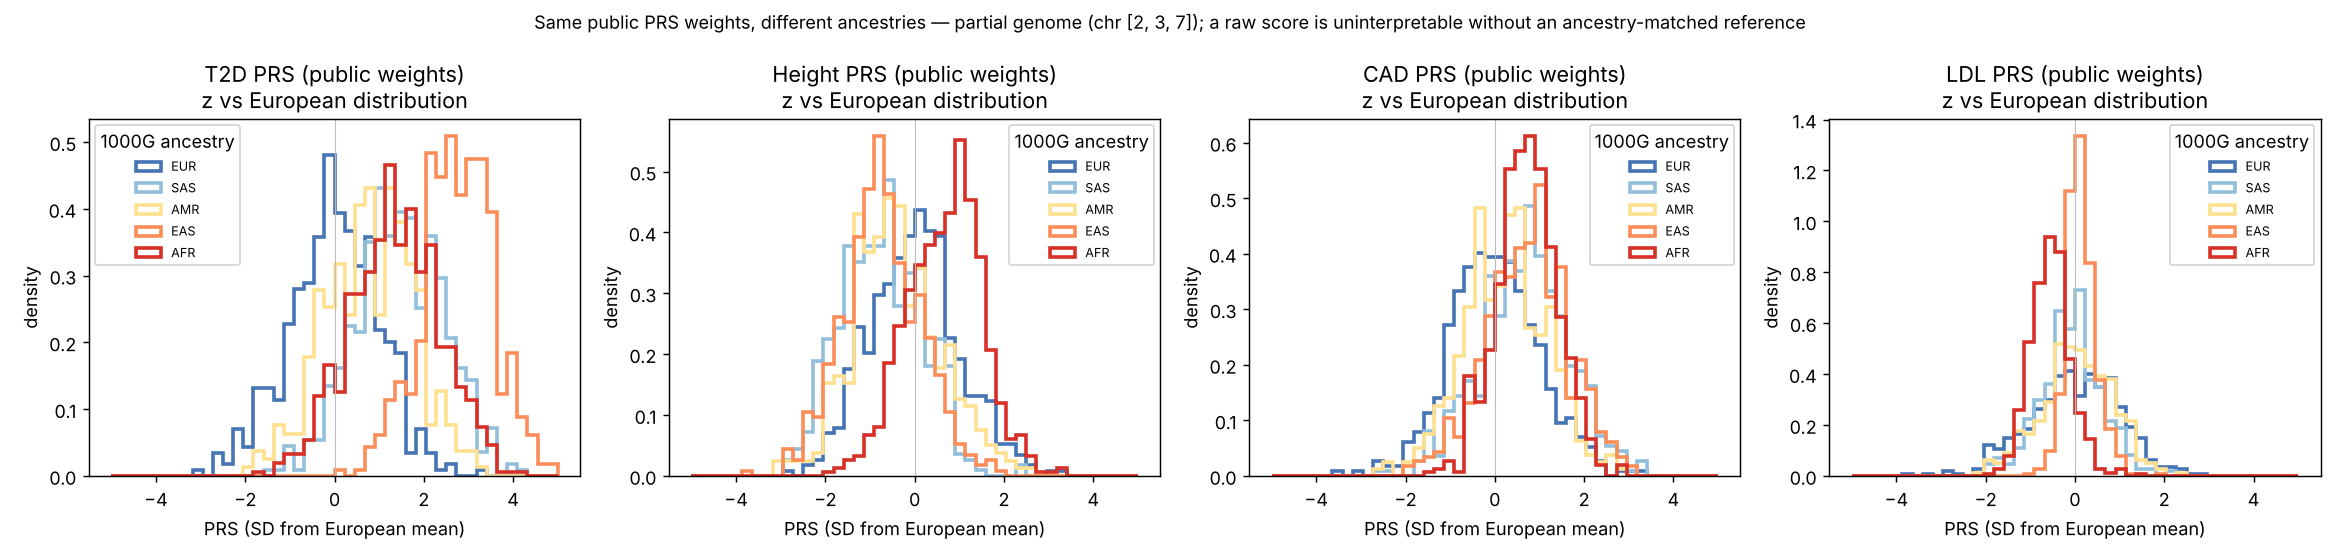 Same public PRS weights, different ancestries — partial genome (chr [2, 3, 7]); a raw score is uninterpretable without an ancestry-matched reference
T2D PRS (public weights)
z vs European distribution
1000G ancestry
EUR
SAS
AMR
EAS
AFR
density
0.5
0.4
0.3
0.2
0.1
0.0
−4
−2
0
2
4
PRS (SD from European mean)
Height PRS (public weights)
z vs European distribution
1000G ancestry
EUR
SAS
AMR
EAS
AFR
density
0.5
0.4
0.3
0.2
0.1
0.0
−4
−2
0
2
4
PRS (SD from European mean)
CAD PRS (public weights)
z vs European distribution
1000G ancestry
EUR
SAS
AMR
EAS
AFR
density
0.6
0.5
0.4
0.3
0.2
0.1
0.0
−4
−2
0
2
4
PRS (SD from European mean)
LDL PRS (public weights)
z vs European distribution
1000G ancestry
EUR
SAS
AMR
EAS
AFR
density
1.4
1.2
1.0
0.8
0.6
0.4
0.2
0.0
−4
−2
0
2
4
PRS (SD from European mean)